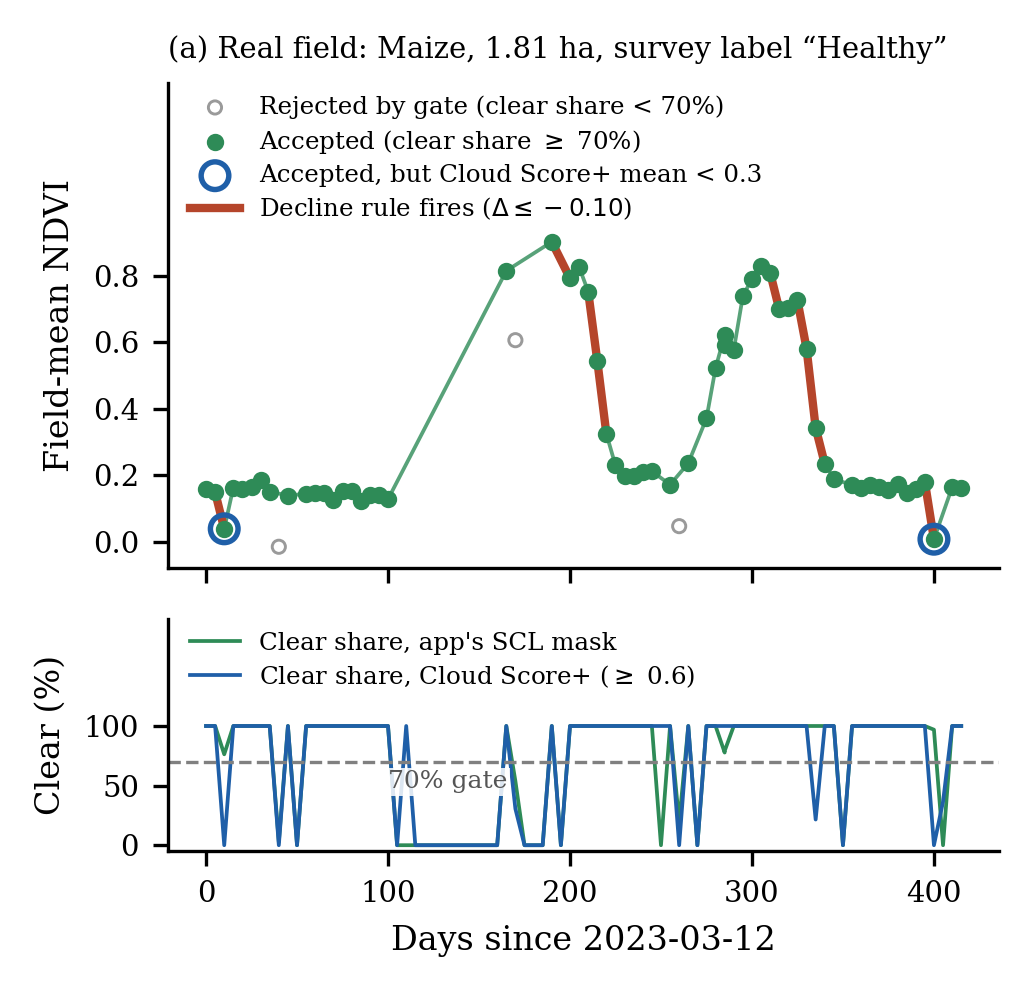 (a) Real field: Maize, 1.81 ha, survey label “Healthy”
Rejected by gate (clear share < 70%)
Accepted (clear share ≥ 70%)
Accepted, but Cloud Score+ mean < 0.3
Decline rule fires (Δ ≤ −0.10)
Field-mean NDVI
0.8
0.6
0.4
0.2
0.0
Clear share, app's SCL mask
Clear share, Cloud Score+ (≥ 0.6)
Clear (%)
100
50
0
70% gate
0 100 200 300 400
Days since 2023-03-12